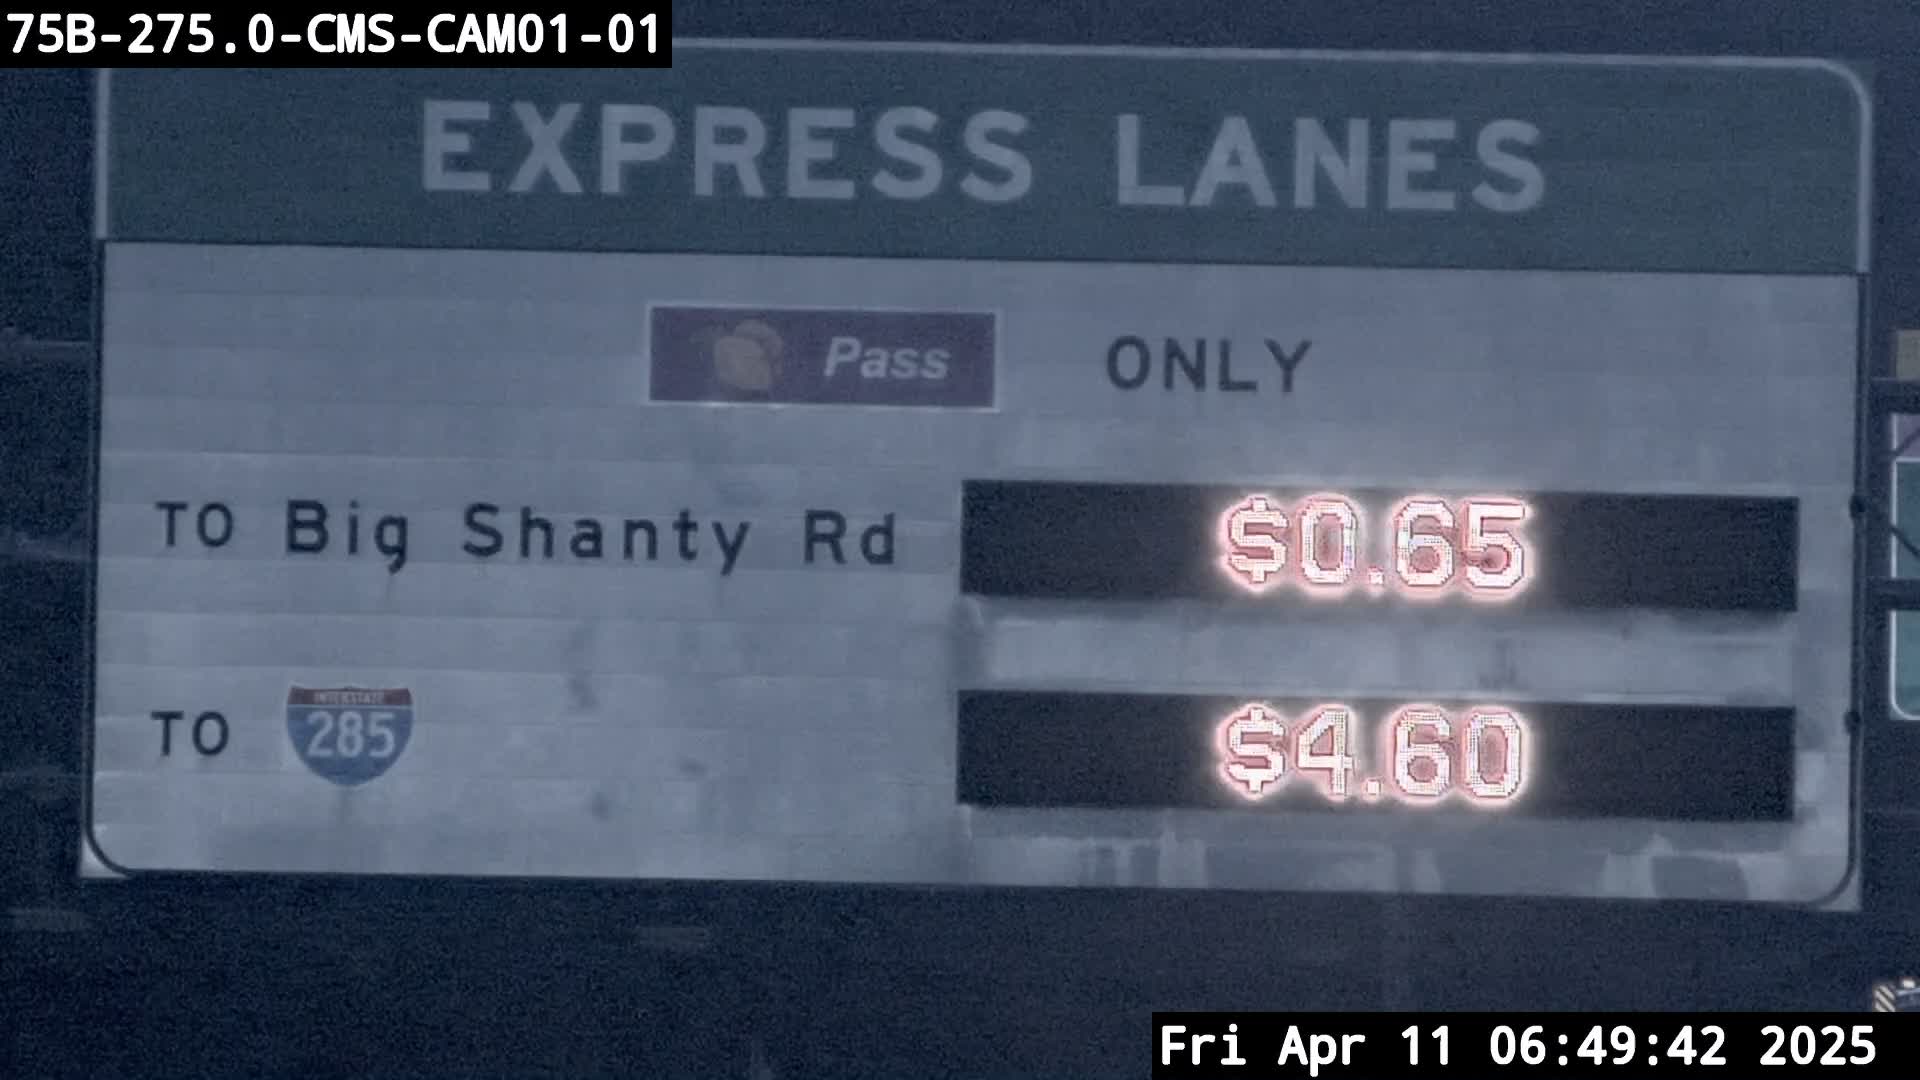 75B-275.0-CMS-CAM01-01
EXPRESS LANES
Pass ONLY
TO Big Shanty Rd $0.65
TO INTERSTATE 285 $4.60
Fri Apr 11 06:49:42 2025